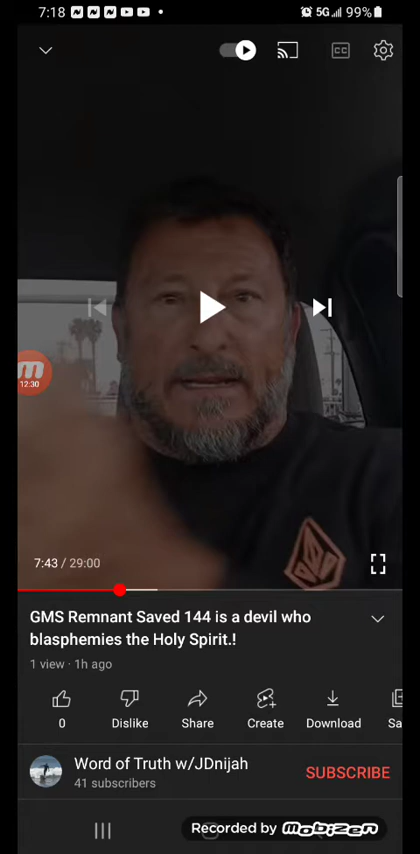 7:18
5G
99%
CC
12:30
7:43 / 29:00
GMS Remnant Saved 144 is a devil who
blasphemies the Holy Spirit.!
1 view · 1h ago
0 Dislike Share Create Download Sa
Word of Truth w/JDnijah
41 subscribers
SUBSCRIBE
Recorded by mobizen